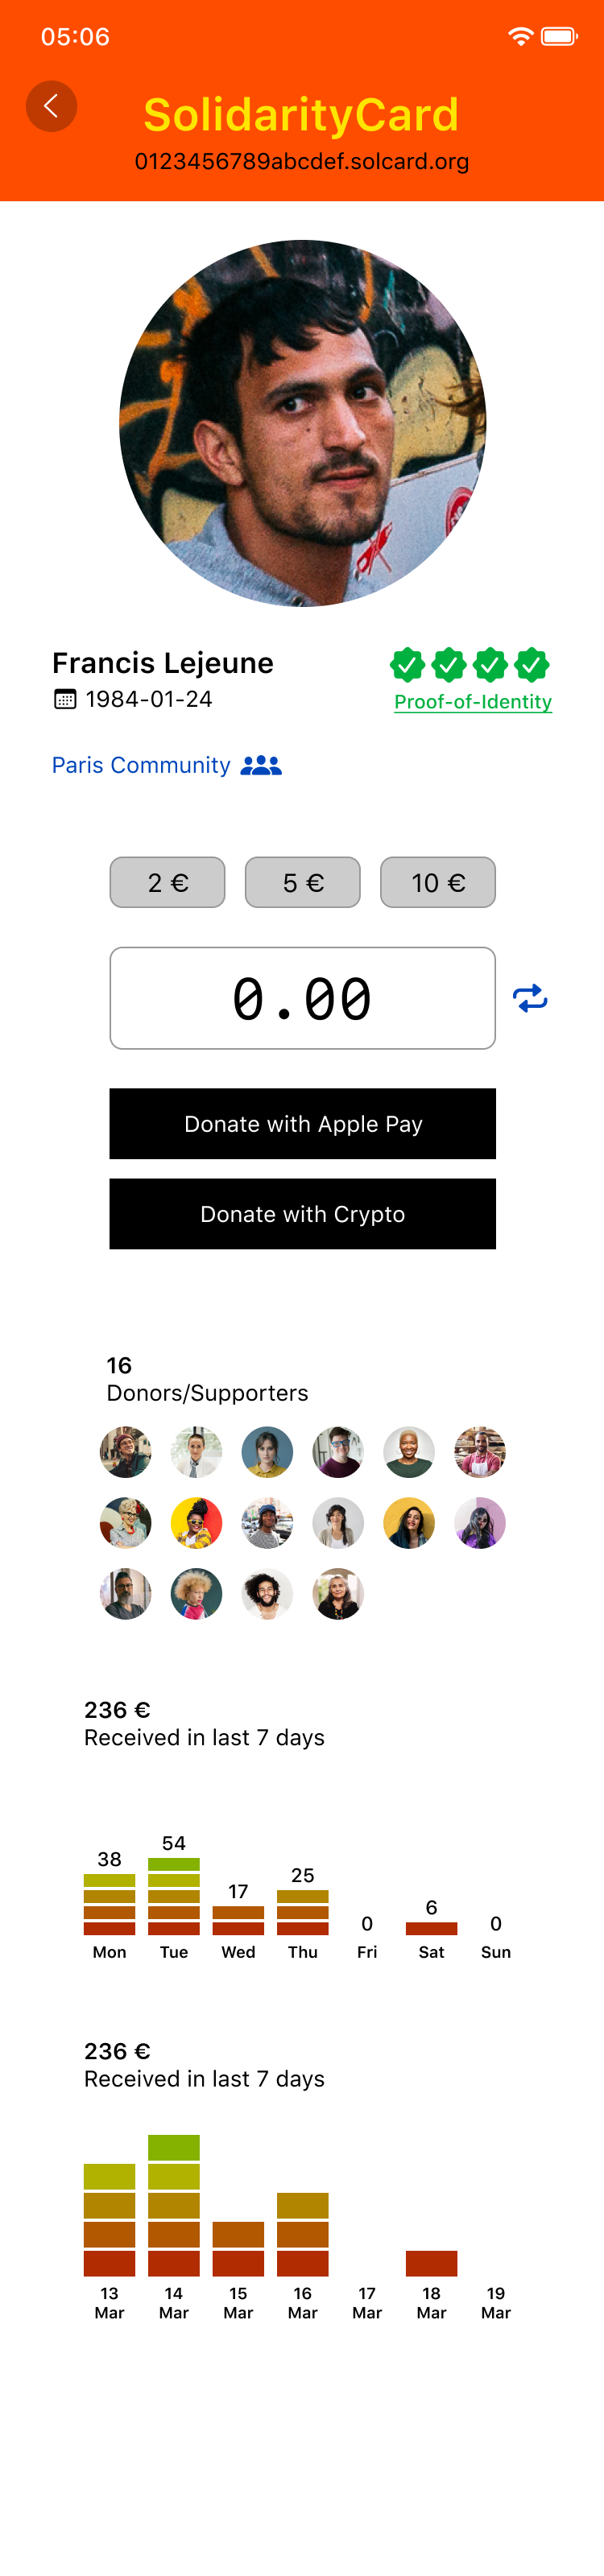 05:06
SolidarityCard
0123456789abcdef.solcard.org
Francis Lejeune
1984-01-24
Proof-of-Identity
Paris Community
2 € 5 € 10 €
0.00
Donate with Apple Pay
Donate with Crypto
16
Donors/Supporters
236 €
Received in last 7 days
38 54 17 25 0 6 0
Mon Tue Wed Thu Fri Sat Sun
236 €
Received in last 7 days
13 14 15 16 17 18 19
Mar Mar Mar Mar Mar Mar Mar